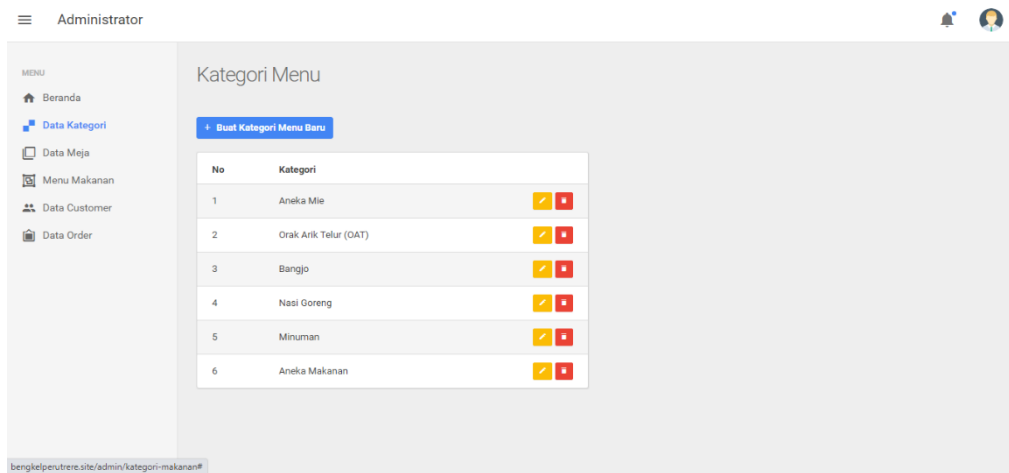 Administrator
MENU
Beranda
Data Kategori
Data Meja
Menu Makanan
Data Customer
Data Order
Kategori Menu
+ Buat Kategori Menu Baru
No Kategori
1 Aneka Mie
2 Orak Arik Telur (OAT)
3 Bangjo
4 Nasi Goreng
5 Minuman
6 Aneka Makanan
bengkelperutrere.site/admin/kategori-makanan#